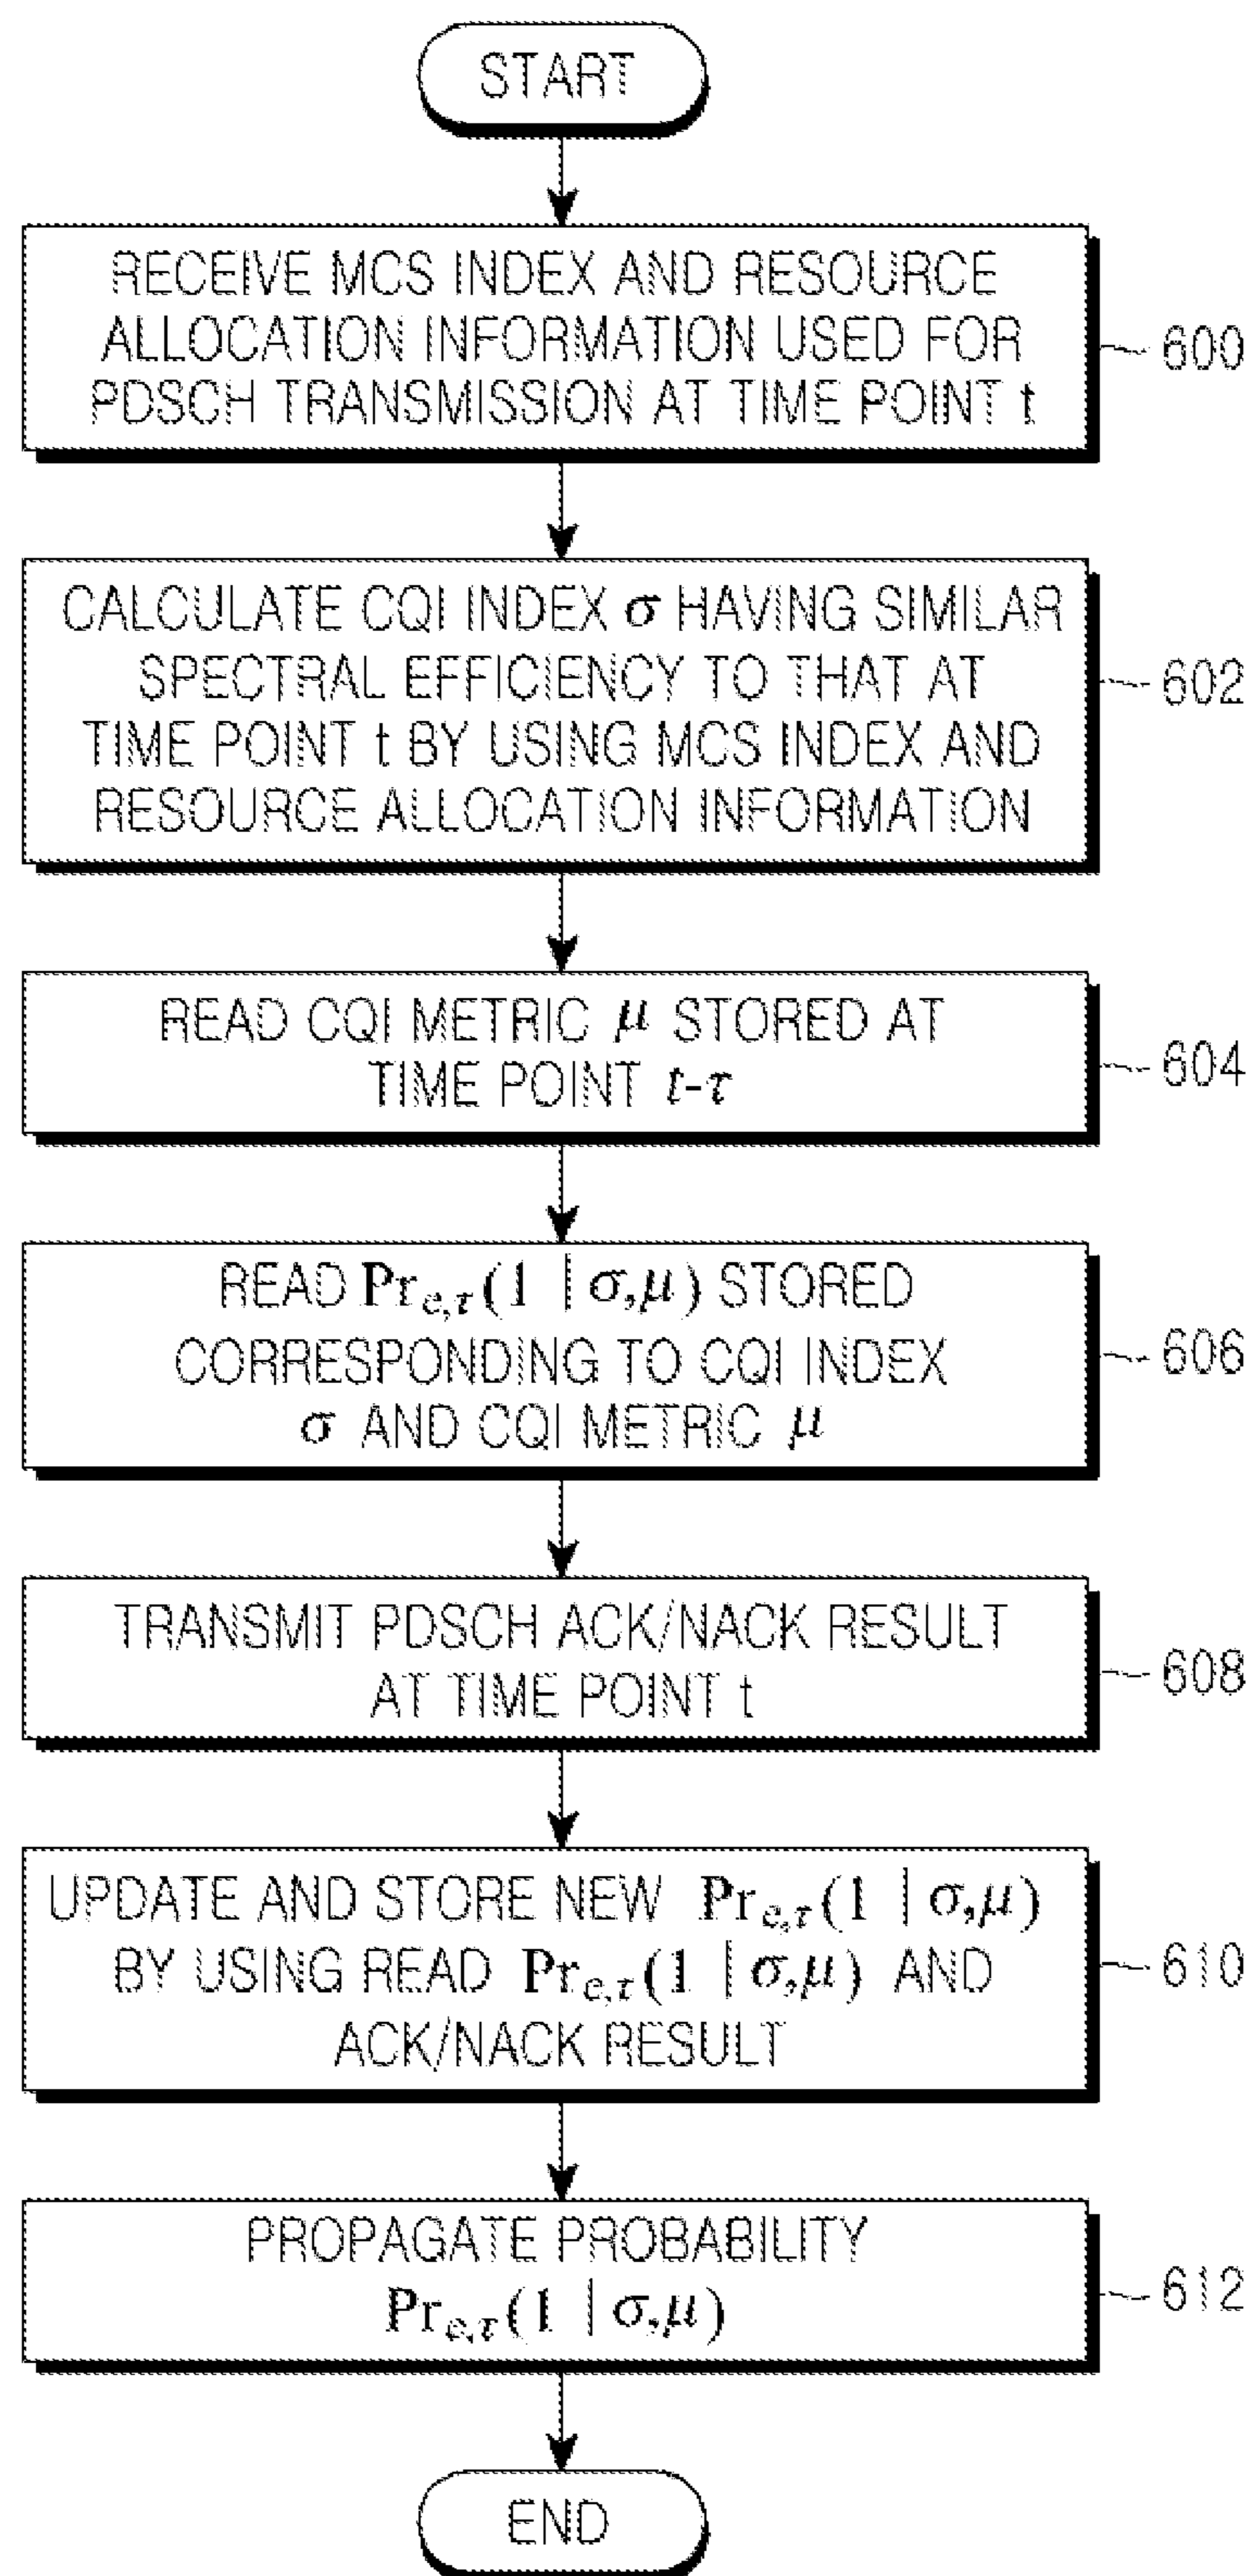 START
RECEIVE MCS INDEX AND RESOURCE
ALLOCATION INFORMATION USED FOR
PDSCH TRANSMISSION AT TIME POINT t
600
CALCULATE CQI INDEX σ HAVING SIMILAR
SPECTRAL EFFICIENCY TO THAT AT
TIME POINT t BY USING MCS INDEX AND
RESOURCE ALLOCATION INFORMATION
602
READ CQI METRIC μ STORED AT
TIME POINT t-τ
604
READ Pr e,τ (1 | σ,μ) STORED
CORRESPONDING TO CQI INDEX
σ AND CQI METRIC μ
606
TRANSMIT PDSCH ACK/NACK RESULT
AT TIME POINT t
608
UPDATE AND STORE NEW Pr e,τ (1 | σ,μ)
BY USING READ Pr e,τ (1 | σ,μ) AND
ACK/NACK RESULT
610
PROPAGATE PROBABILITY
Pr e,τ (1 | σ,μ)
612
END